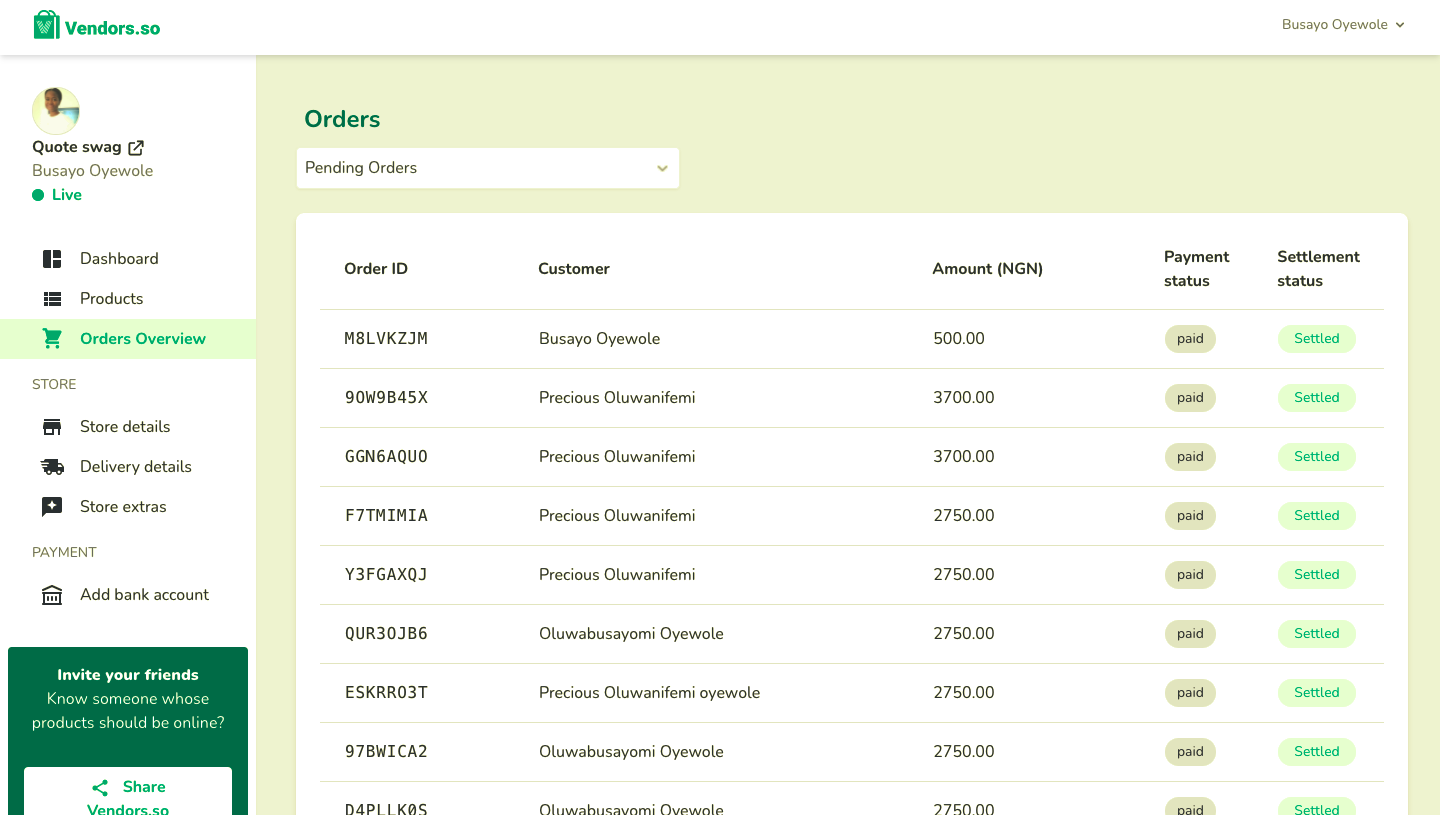 Vendors.so
Busayo Oyewole
Quote swag
Busayo Oyewole
Live
Dashboard
Products
Orders Overview
STORE
Store details
Delivery details
Store extras
PAYMENT
Add bank account
Invite your friends
Know someone whose
products should be online?
Share
Vendors.so
Orders
Pending Orders
Order ID Customer Amount (NGN) Payment status Settlement status
M8LVKZJM Busayo Oyewole 500.00 paid Settled
9OW9B45X Precious Oluwanifemi 3700.00 paid Settled
GGN6AQUO Precious Oluwanifemi 3700.00 paid Settled
F7TMIMIA Precious Oluwanifemi 2750.00 paid Settled
Y3FGAXQJ Precious Oluwanifemi 2750.00 paid Settled
QUR3OJB6 Oluwabusayomi Oyewole 2750.00 paid Settled
ESKRRO3T Precious Oluwanifemi oyewole 2750.00 paid Settled
97BWICA2 Oluwabusayomi Oyewole 2750.00 paid Settled
D4PLLK0S Oluwabusayomi Oyewole 2750.00 paid Settled